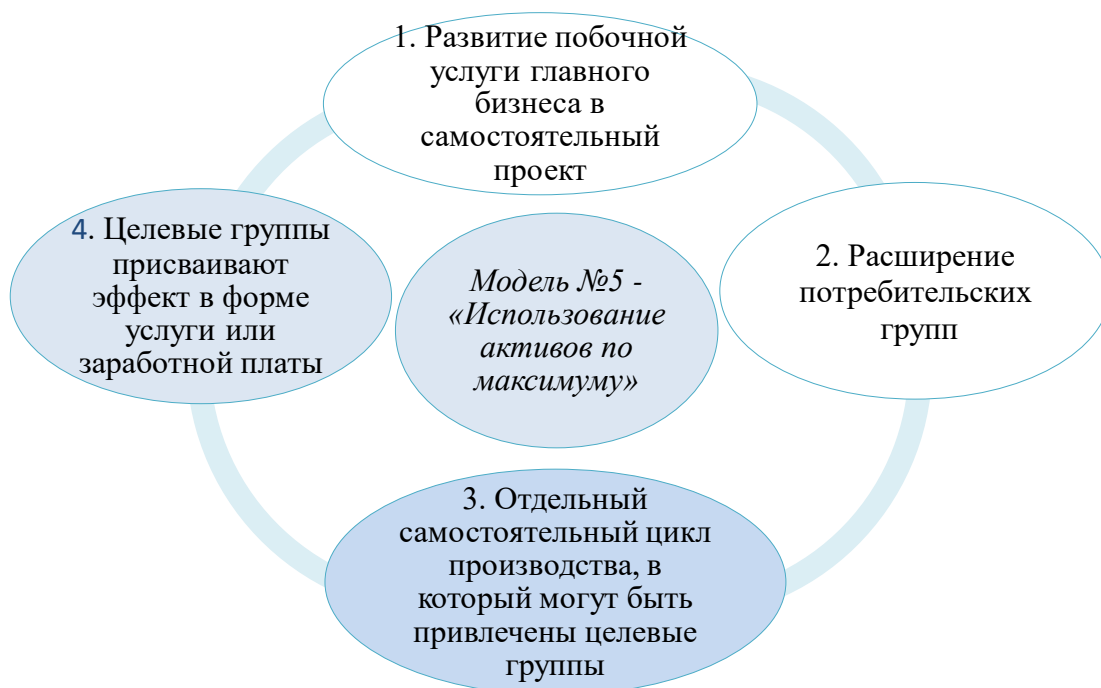 1. Развитие побочной
услуги главного
бизнеса в
самостоятельный
проект
2. Расширение
потребительских
групп
3. Отдельный
самостоятельный цикл
производства, в
который могут быть
привлечены целевые
группы
4. Целевые группы
присваивают
эффект в форме
услуги или
заработной платы
Модель №5 -
«Использование
активов по
максимуму»